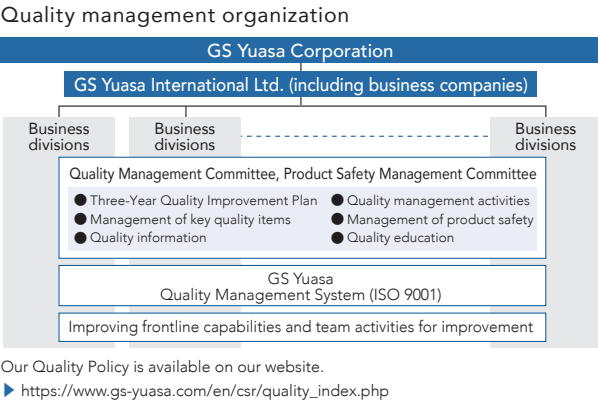 Quality management organization
GS Yuasa Corporation
GS Yuasa International Ltd. (including business companies)
Business
divisions
Business
divisions
Business
divisions
Quality Management Committee, Product Safety Management Committee
● Three-Year Quality Improvement Plan
● Management of key quality items
● Quality information
● Quality management activities
● Management of product safety
● Quality education
GS Yuasa
Quality Management System (ISO 9001)
Improving frontline capabilities and team activities for improvement
Our Quality Policy is available on our website.
▶ https://www.gs-yuasa.com/en/csr/quality_index.php